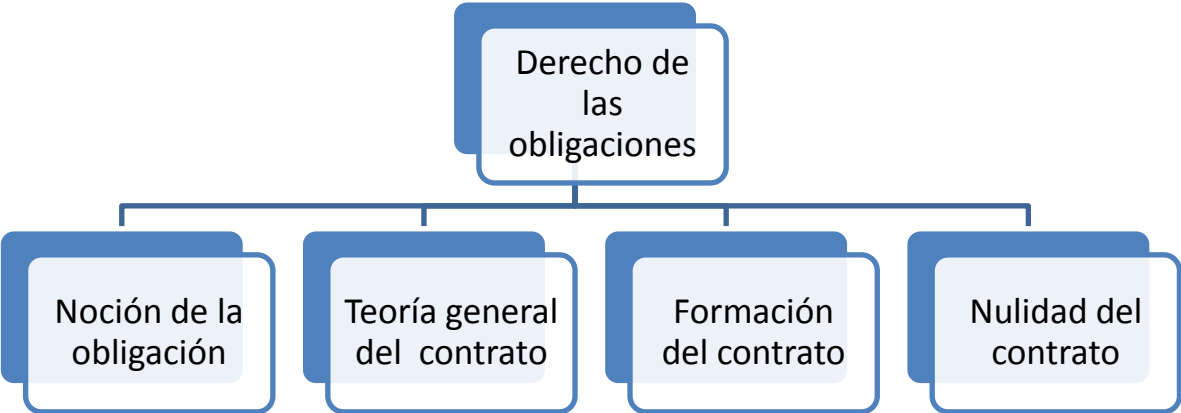 Derecho de
las
obligaciones
Noción de la
obligación
Teoría general
del contrato
Formación
del contrato
Nulidad del
contrato